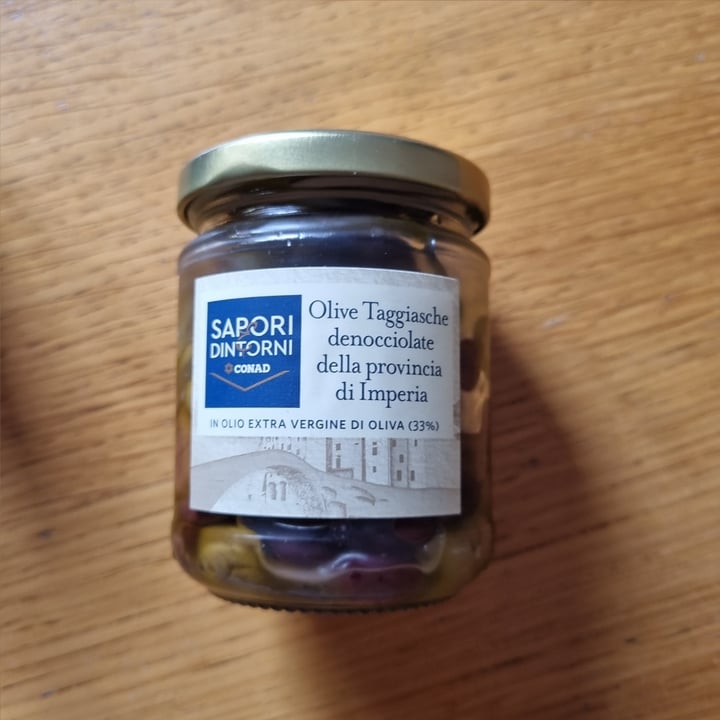 SAPORI
DINTORNI
CONAD
Olive Taggiasche
denocciolate
della provincia
di Imperia
IN OLIO EXTRA VERGINE DI OLIVA (33%)